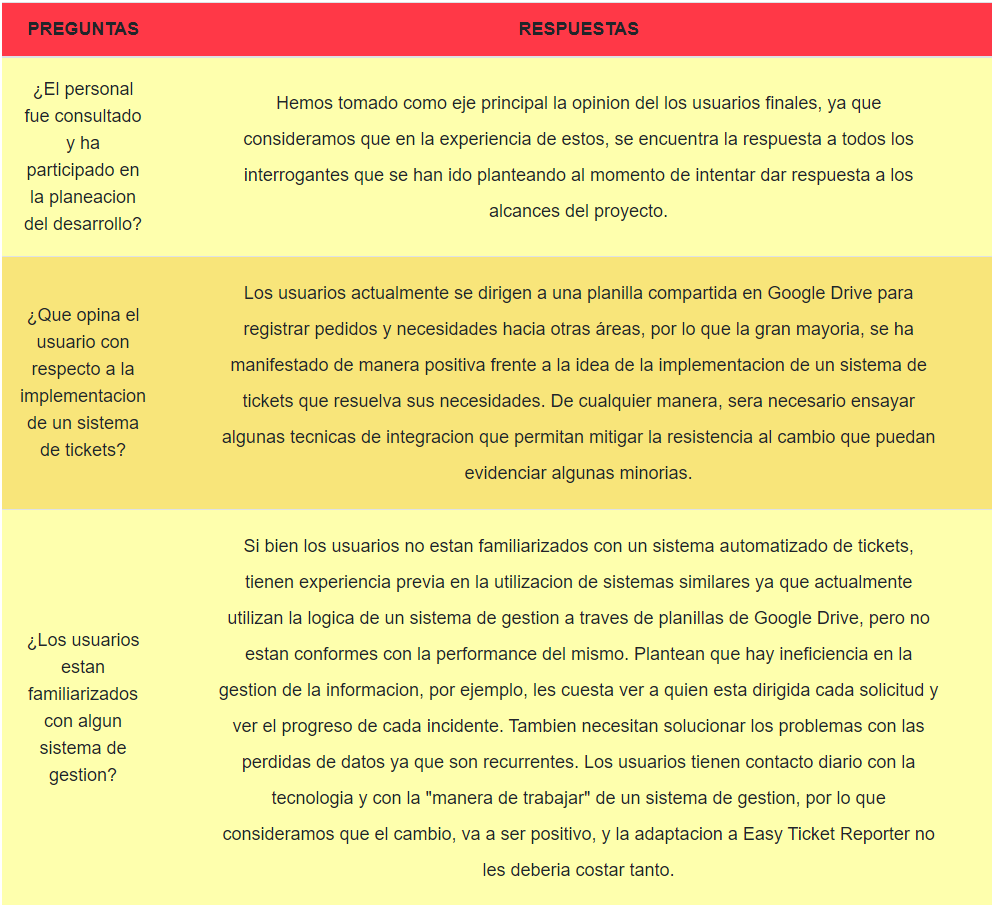 PREGUNTAS
RESPUESTAS
¿El personal
fue consultado
y ha
participado en
la planeacion
del desarrollo?
Hemos tomado como eje principal la opinion del los usuarios finales, ya que
consideramos que en la experiencia de estos, se encuentra la respuesta a todos los
interrogantes que se han ido planteando al momento de intentar dar respuesta a los
alcances del proyecto.
¿Que opina el
usuario con
respecto a la
implementacion
de un sistema
de tickets?
Los usuarios actualmente se dirigen a una planilla compartida en Google Drive para
registrar pedidos y necesidades hacia otras áreas, por lo que la gran mayoria, se ha
manifestado de manera positiva frente a la idea de la implementacion de un sistema de
tickets que resuelva sus necesidades. De cualquier manera, sera necesario ensayar
algunas tecnicas de integracion que permitan mitigar la resistencia al cambio que puedan
evidenciar algunas minorias.
¿Los usuarios
estan
familiarizados
con algun
sistema de
gestion?
Si bien los usuarios no estan familiarizados con un sistema automatizado de tickets,
tienen experiencia previa en la utilizacion de sistemas similares ya que actualmente
utilizan la logica de un sistema de gestion a traves de planillas de Google Drive, pero no
estan conformes con la performance del mismo. Plantean que hay ineficiencia en la
gestion de la informacion, por ejemplo, les cuesta ver a quien esta dirigida cada solicitud y
ver el progreso de cada incidente. Tambien necesitan solucionar los problemas con las
perdidas de datos ya que son recurrentes. Los usuarios tienen contacto diario con la
tecnologia y con la "manera de trabajar" de un sistema de gestion, por lo que
consideramos que el cambio, va a ser positivo, y la adaptacion a Easy Ticket Reporter no
les deberia costar tanto.